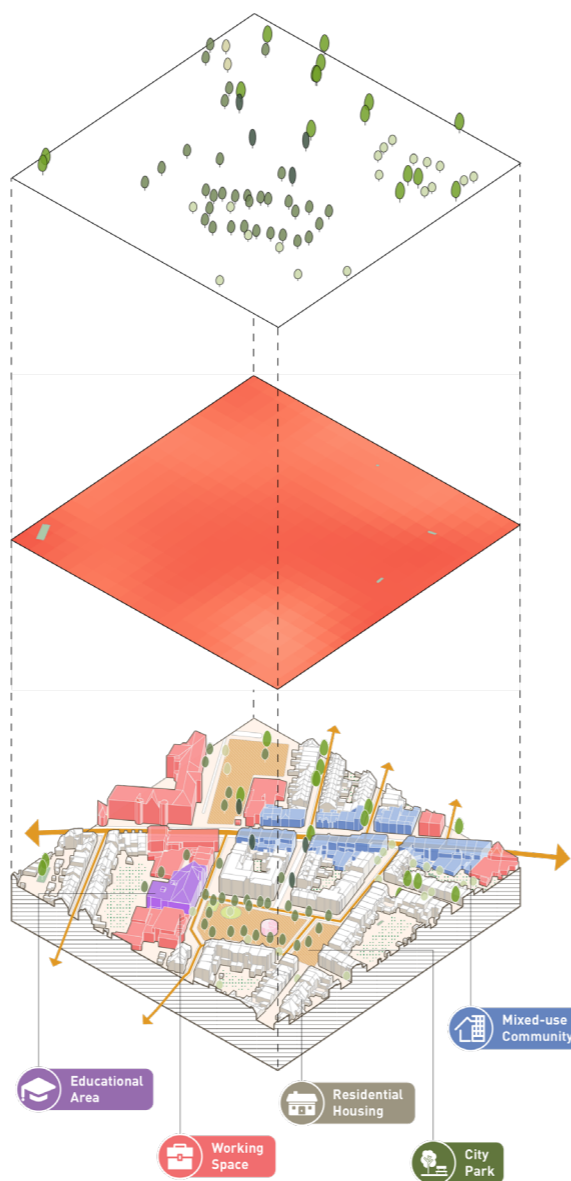 Mixed-use
Community
Educational
Area
Residential
Housing
Working
Space
City
Park